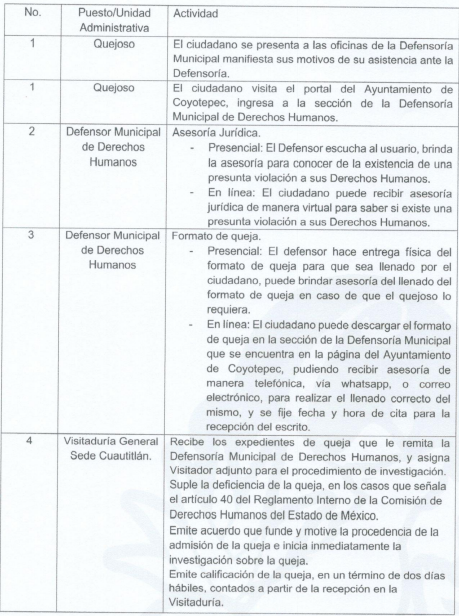 No.
Puesto/Unidad
Administrativa
Actividad
1
Quejoso
El ciudadano se presenta a las oficinas de la Defensoría
Municipal manifiesta sus motivos de su asistencia ante la
Defensoría.
1
Quejoso
El ciudadano visita el portal del Ayuntamiento de
Coyotepec, ingresa a la sección de la Defensoría
Municipal de Derechos Humanos.
2
Defensor Municipal
de Derechos
Humanos
Asesoría Jurídica.
- Presencial: El Defensor escucha al usuario, brinda
la asesoría para conocer de la existencia de una
presunta violación a sus Derechos Humanos.
- En línea: El ciudadano puede recibir asesoría
jurídica de manera virtual para saber si existe una
presunta violación a sus Derechos Humanos.
3
Defensor Municipal
de Derechos
Humanos
Formato de queja.
- Presencial: El defensor hace entrega física del
formato de queja para que sea llenado por el
ciudadano, puede brindar asesoría del llenado del
formato de queja en caso de que el quejoso lo
requiera.
- En línea: El ciudadano puede descargar el formato
de queja en la sección de la Defensoría Municipal
que se encuentra en la página del Ayuntamiento
de Coyotepec, pudiendo recibir asesoría de
manera telefónica, vía whatsapp, o correo
electrónico, para realizar el llenado correcto del
mismo, y se fije fecha y hora de cita para la
recepción del escrito.
4
Visitaduría General
Sede Cuautitlán.
Recibe los expedientes de queja que le remita la
Defensoría Municipal de Derechos Humanos, y asigna
Visitador adjunto para el procedimiento de investigación.
Suple la deficiencia de la queja, en los casos que señala
el artículo 40 del Reglamento Interno de la Comisión de
Derechos Humanos del Estado de México.
Emite acuerdo que funde y motive la procedencia de la
admisión de la queja e inicia inmediatamente la
investigación sobre la queja.
Emite calificación de la queja, en un término de dos días
hábiles, contados a partir de la recepción en la
Visitaduría.